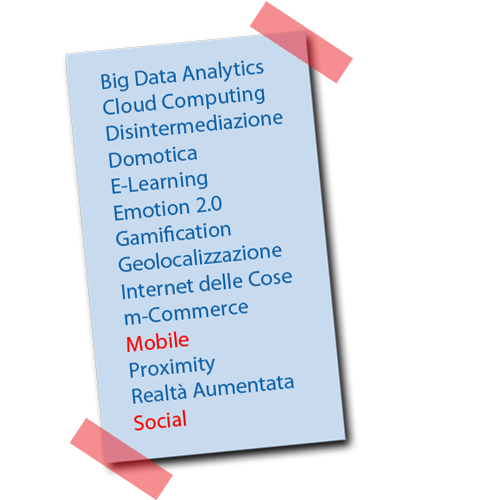 Big Data Analytics
Cloud Computing
Disintermediazione
Domotica
E-Learning
Emotion 2.0
Gamification
Geolocalizzazione
Internet delle Cose
m-Commerce
Mobile
Proximity
Realtà Aumentata
Social